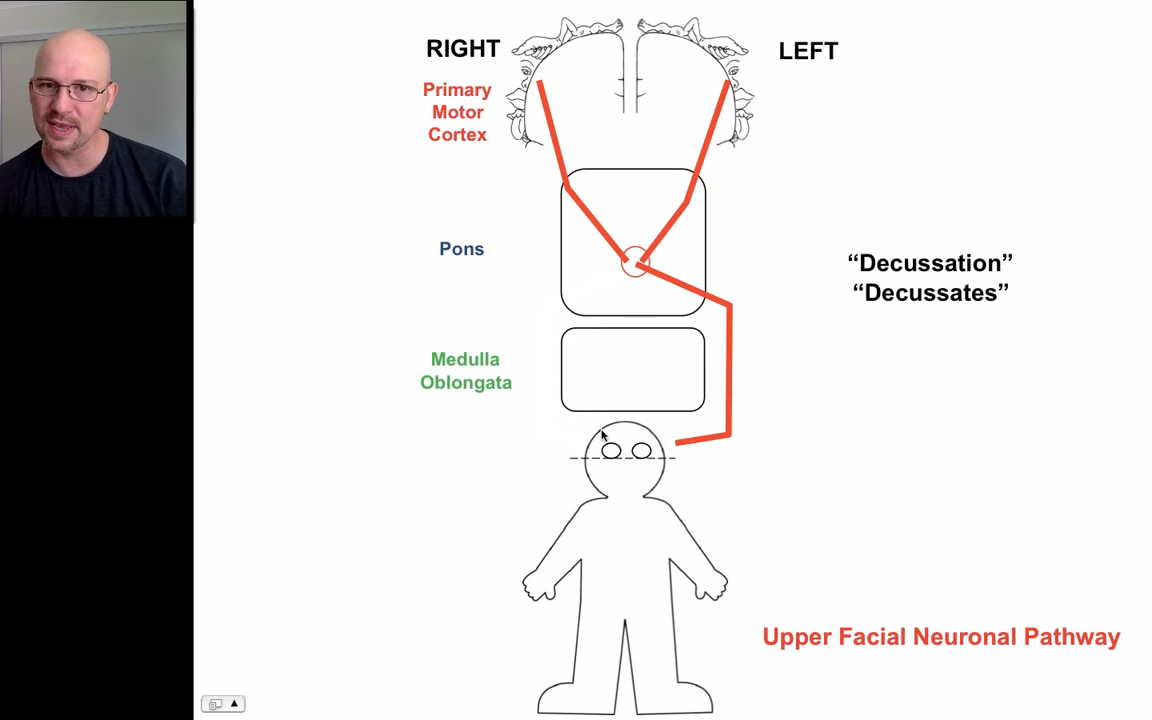 RIGHT
LEFT
Primary
Motor
Cortex
Pons
“Decussation”
“Decussates”
Medulla
Oblongata
Upper Facial Neuronal Pathway